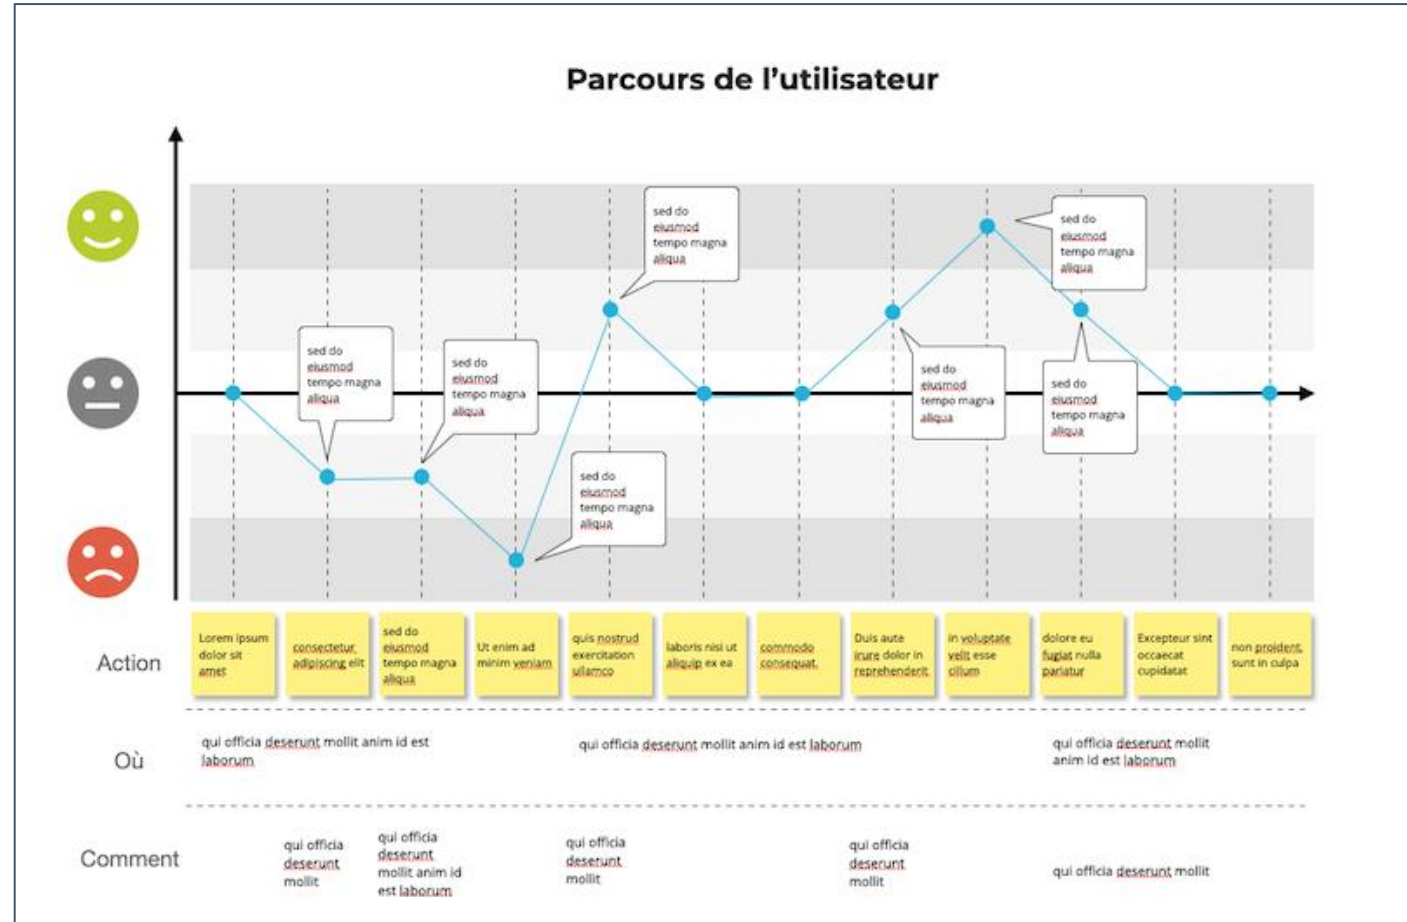 Parcours de l’utilisateur
sed do
eiusmod
tempo magna
aliqua
sed do
eiusmod
tempo magna
aliqua
sed do
eiusmod
tempo magna
aliqua
sed do
eiusmod
tempo magna
aliqua
sed do
eiusmod
tempo magna
aliqua
sed do
eiusmod
tempo magna
aliqua
sed do
eiusmod
tempo magna
aliqua
Action
Lorem ipsum
dolor sit
amet
consectetur
adipiscing elit
sed do
eiusmod
tempo magna
aliqua
Ut enim ad
minim veniam
quis nostrud
exercitation
ullamco
laboris nisi ut
aliquip ex ea
commodo
consequat.
Duis aute
irure dolor in
reprehenderit
in voluptate
velit esse
cillum
dolore eu
fugiat nulla
pariatur
Excepteur sint
occaecat
cupidatat
non proident,
sunt in culpa
Où
qui officia deserunt mollit anim id est
laborum
qui officia deserunt mollit anim id est laborum
qui officia deserunt mollit
anim id est laborum
Comment
qui officia
deserunt
mollit
qui officia
deserunt
mollit anim id
est laborum
qui officia
deserunt
mollit
qui officia
deserunt
mollit
qui officia deserunt mollit